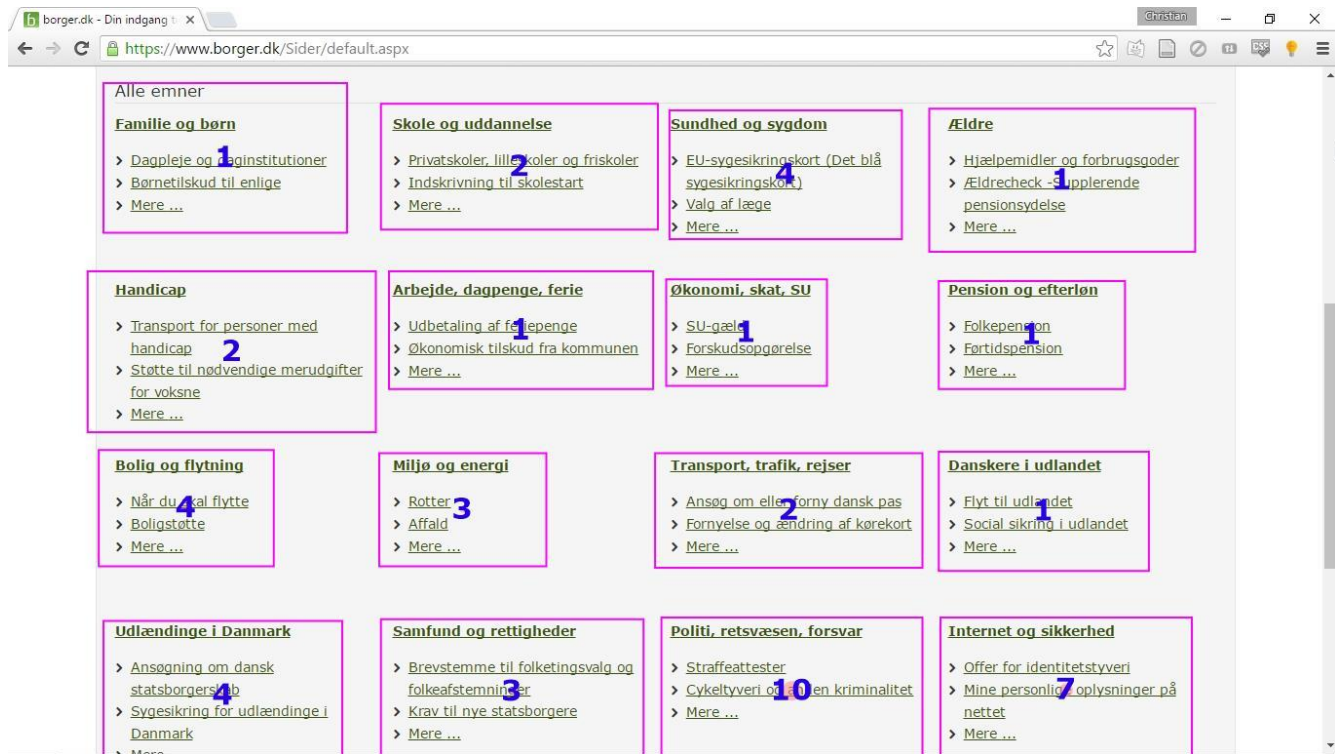 borger.dk - Din indgang t
Christian
https://www.borger.dk/Sider/default.aspx
Alle emner
Familie og børn
Dagpleje og daginstitutioner
Børnetilskud til enlige
Mere ...
1
Skole og uddannelse
Privatskoler, lilleskoler og friskoler
Indskrivning til skolestart
Mere ...
2
Sundhed og sygdom
EU-sygesikringskort (Det blå
sygesikringskort)
Valg af læge
Mere ...
4
Ældre
Hjælpemidler og forbrugsgoder
Ældrecheck -Supplerende
pensionsydelse
Mere ...
1
Handicap
Transport for personer med
handicap
Støtte til nødvendige merudgifter
for voksne
Mere ...
2
Arbejde, dagpenge, ferie
Udbetaling af feriepenge
Økonomisk tilskud fra kommunen
Mere ...
1
Økonomi, skat, SU
SU-gæld
Forskudsopgørelse
Mere ...
1
Pension og efterløn
Folkepension
Førtidspension
Mere ...
1
Bolig og flytning
Når du skal flytte
Boligstøtte
Mere ...
4
Miljø og energi
Rotter
Affald
Mere ...
3
Transport, trafik, rejser
Ansøg om eller forny dansk pas
Fornyelse og ændring af kørekort
Mere ...
2
Danskere i udlandet
Flyt til udlandet
Social sikring i udlandet
Mere ...
1
Udlændinge i Danmark
Ansøgning om dansk
statsborgerskab
Sygesikring for udlændinge i
Danmark
Mere
4
Samfund og rettigheder
Brevstemme til folketingsvalg og
folkeafstemninger
Krav til nye statsborgere
Mere ...
3
Politi, retsvæsen, forsvar
Straffeattester
Cykeltyveri og anden kriminalitet
Mere ...
10
Internet og sikkerhed
Offer for identitetstyveri
Mine personlige oplysninger på
nettet
Mere ...
7